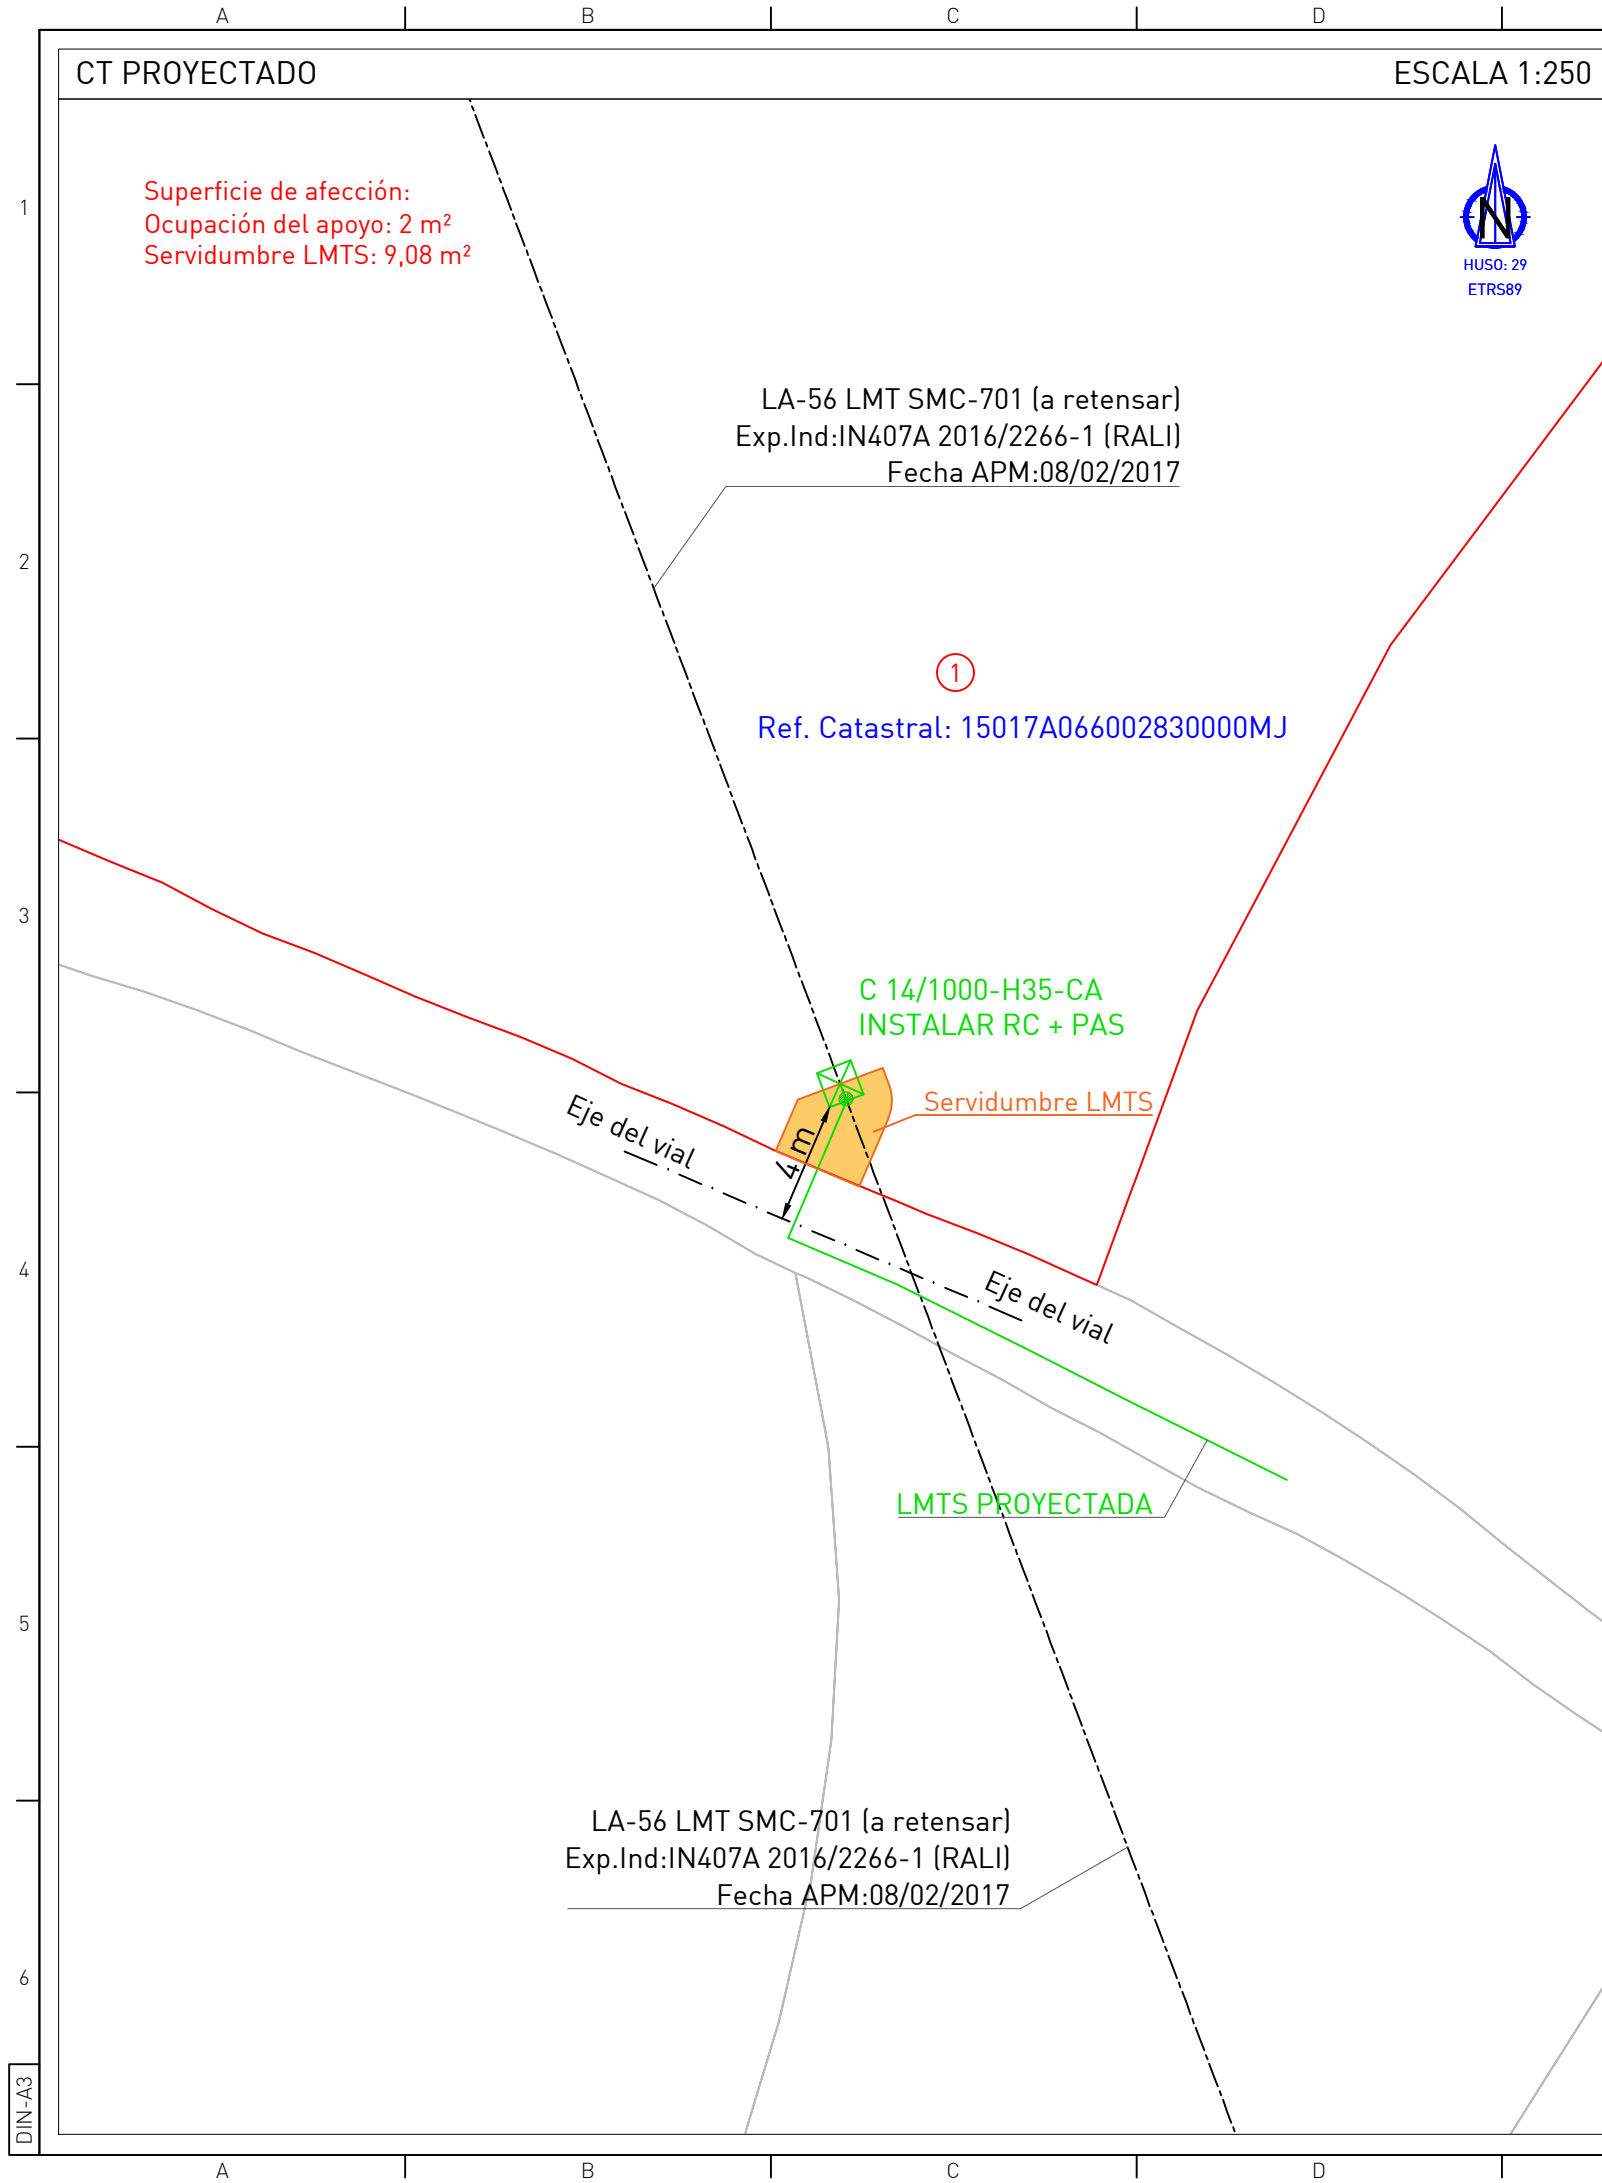 A B C D
CT PROYECTADO
ESCALA 1:250
Superficie de afección:
Ocupación del apoyo: 2 m²
Servidumbre LMTS: 9,08 m²
N
HUSO: 29
ETRS89
1
LA-56 LMT SMC-701 (a retensar)
Exp.Ind:IN407A 2016/2266-1 (RALI)
Fecha APM:08/02/2017
2
1
Ref. Catastral: 15017A066002830000MJ
3
C 14/1000-H35-CA
INSTALAR RC + PAS
Servidumbre LMTS
Eje del vial
4 m
4
Eje del vial
LMTS PROYECTADA
5
LA-56 LMT SMC-701 (a retensar)
Exp.Ind:IN407A 2016/2266-1 (RALI)
Fecha APM:08/02/2017
6
DIN-A3
A B C D